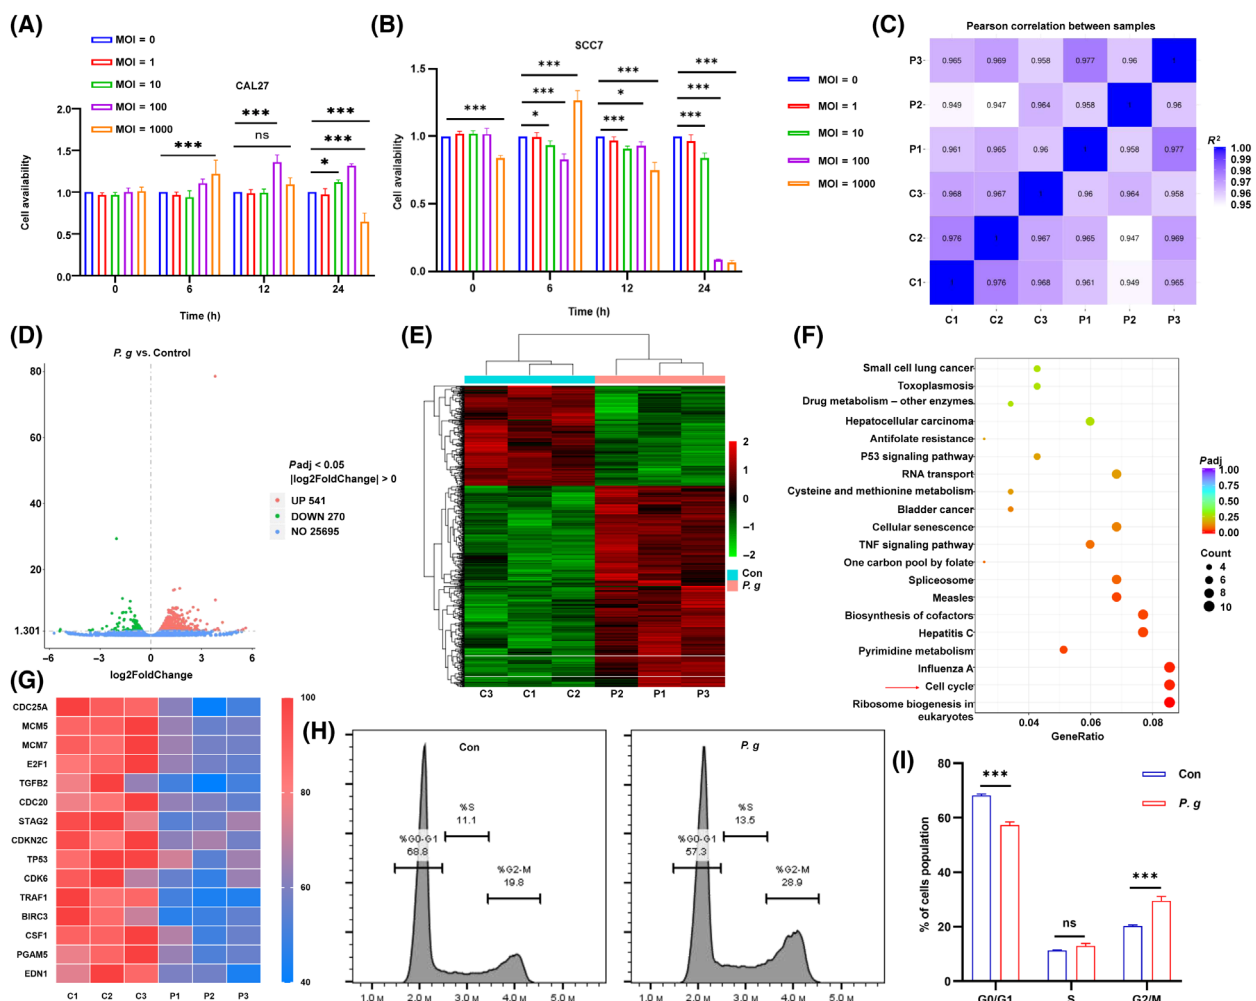 (A)
MOI = 0
MOI = 1
MOI = 10
MOI = 100
MOI = 1000
CAL27
Cell availability
2.0
1.5
1.0
0.5
0.0
***
***
ns
***
***
*
0
6
12
24
Time (h)
(B)
SCC7
Cell availability
1.5
1.0
0.5
0.0
***
***
***
*
***
*
***
***
***
***
0
6
12
24
Time (h)
MOI = 0
MOI = 1
MOI = 10
MOI = 100
MOI = 1000
(C)
Pearson correlation between samples
P3
0.965
0.969
0.958
0.977
0.96
1
P2
0.949
0.947
0.964
0.958
1
0.96
P1
0.961
0.965
0.96
1
0.958
0.977
C3
0.968
0.967
1
0.96
0.964
0.958
C2
0.976
1
0.967
0.965
0.947
0.969
C1
1
0.976
0.968
0.961
0.949
0.965
C1
C2
C3
P1
P2
P3
R²
1.00
0.99
0.98
0.97
0.96
0.95
(D)
P. g vs. Control
80
60
40
20
1.301
−6
−3
0
3
6
log2FoldChange
Padj < 0.05
|log2FoldChange| > 0
UP 541
DOWN 270
NO 25695
(E)
2
1
0
−1
−2
Con
P. g
C3
C1
C2
P2
P1
P3
(F)
Small cell lung cancer
Toxoplasmosis
Drug metabolism – other enzymes
Hepatocellular carcinoma
Antifolate resistance
P53 signaling pathway
RNA transport
Cysteine and methionine metabolism
Bladder cancer
Cellular senescence
TNF signaling pathway
One carbon pool by folate
Spliceosome
Measles
Biosynthesis of cofactors
Hepatitis C
Pyrimidine metabolism
Influenza A
Cell cycle
Ribosome biogenesis in
eukaryotes
0.04
0.06
0.08
GeneRatio
Padj
1.00
0.75
0.50
0.25
0.00
Count
4
6
8
10
(G)
CDC25A
MCM5
MCM7
E2F1
TGFB2
CDC20
STAG2
CDKN2C
TP53
CDK6
TRAF1
BIRC3
CSF1
PGAM5
EDN1
C1
C2
C3
P1
P2
P3
100
80
60
40
(H)
Con
%S
11.1
%G0-G1
68.8
%G2-M
19.8
1.0 M
2.0 M
3.0 M
4.0 M
5.0 M
P. g
%S
13.5
%G0-G1
57.3
%G2-M
28.9
1.0 M
2.0 M
3.0 M
4.0 M
5.0 M
(I)
% of cells population
80
60
40
20
0
***
ns
***
Con
P. g
G0/G1
S
G2/M